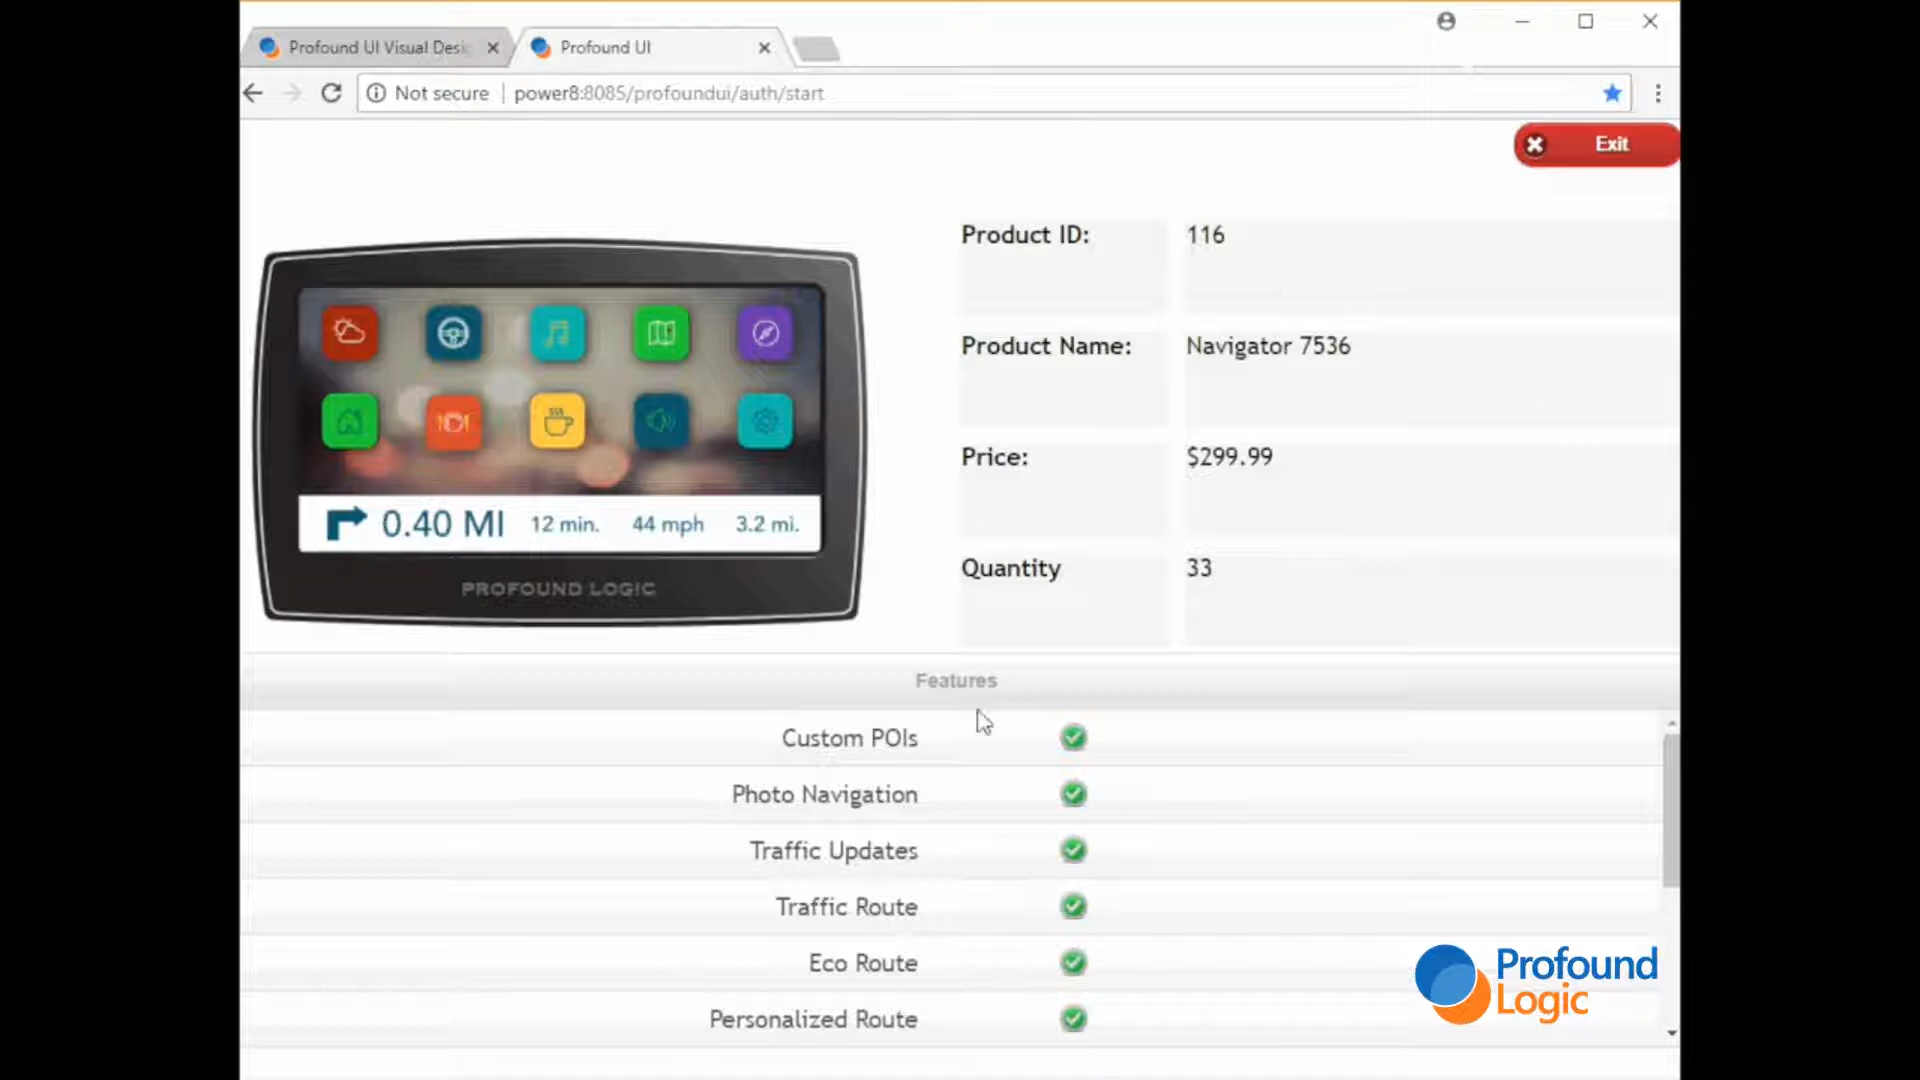 Profound UI Visual Desi
Profound UI
Not secure
power8:8085/profoundui/auth/start
Exit
Product ID:
116
Product Name:
Navigator 7536
Price:
$299.99
Quantity
33
0.40 MI
12 min.
44 mph
3.2 mi.
PROFOUND LOGIC
Features
Custom POIs
Photo Navigation
Traffic Updates
Traffic Route
Eco Route
Personalized Route
Profound
Logic